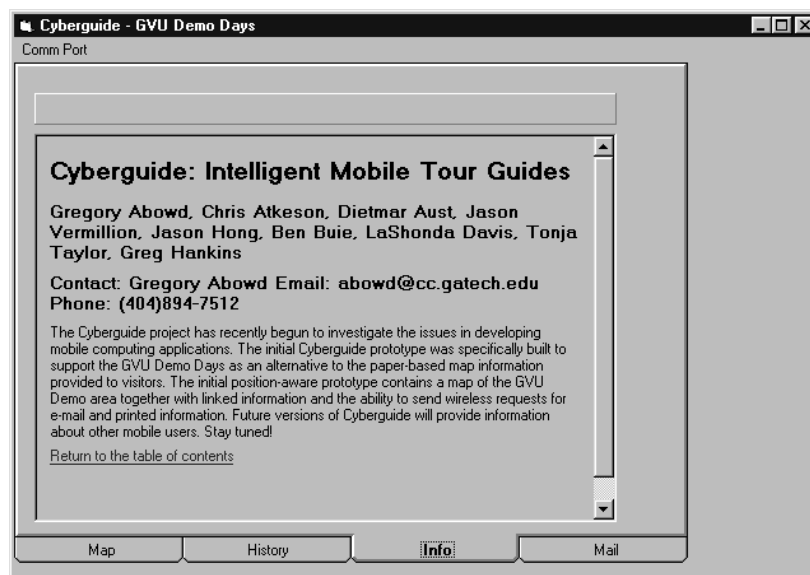 Cyberguide - GVU Demo Days
Comm Port
Cyberguide: Intelligent Mobile Tour Guides
Gregory Abowd, Chris Atkeson, Dietmar Aust, Jason
Vermillion, Jason Hong, Ben Buie, LaShonda Davis, Tonja
Taylor, Greg Hankins
Contact: Gregory Abowd Email: abowd@cc.gatech.edu
Phone: (404)894-7512
The Cyberguide project has recently begun to investigate the issues in developing
mobile computing applications. The initial Cyberguide prototype was specifically built to
support the GVU Demo Days as an alternative to the paper-based map information
provided to visitors. The initial position-aware prototype contains a map of the GVU
Demo area together with linked information and the ability to send wireless requests for
e-mail and printed information. Future versions of Cyberguide will provide information
about other mobile users. Stay tuned!
Return to the table of contents
Map History Info Mail